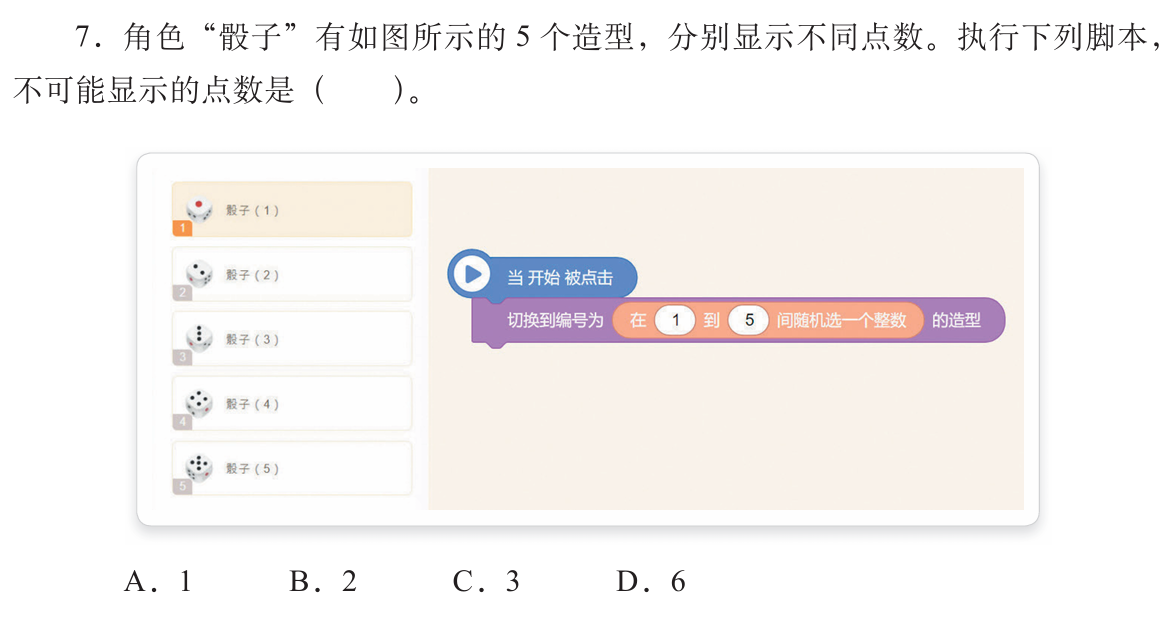 7．角色“骰子”有如图所示的 5 个造型，分别显示不同点数。执行下列脚本，
不可能显示的点数是（　　）。
骰子（1）
1
骰子（2）
2
骰子（3）
3
骰子（4）
4
骰子（5）
5
当 开始 被点击
切换到编号为 在 1 到 5 间随机选一个整数 的造型
A．1　B．2　C．3　D．6